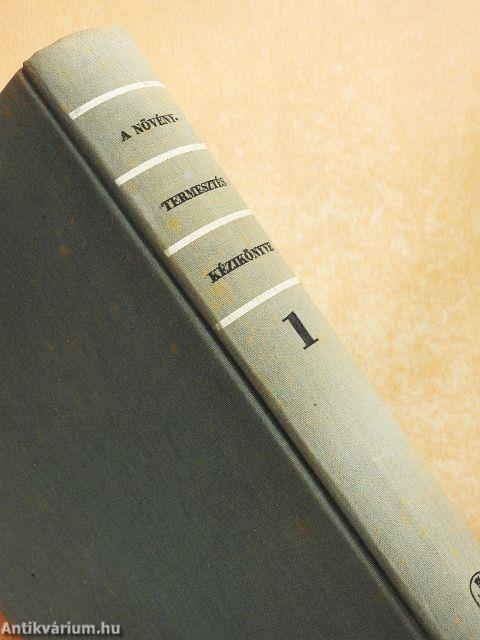 A NÖVÉNY-
TERMESZTÉS
KÉZIKÖNYVE
1
Antikvárium.hu